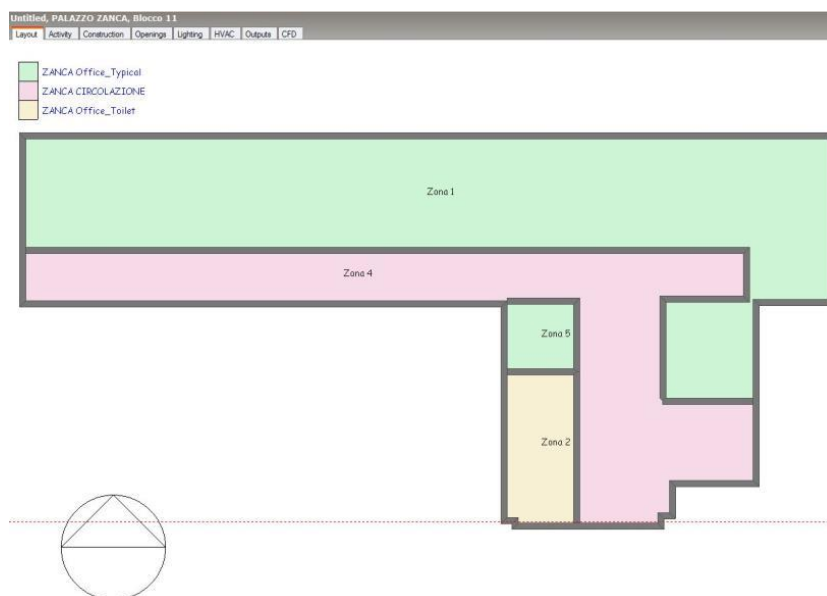 Untitled, PALAZZO ZANCA, Blocco 11
Layout Activity Construction Openings Lighting HVAC Outputs CFD
ZANCA Office_Typical
ZANCA CIRCOLAZIONE
ZANCA Office_Toilet
Zona 1
Zona 4
Zona 5
Zona 2